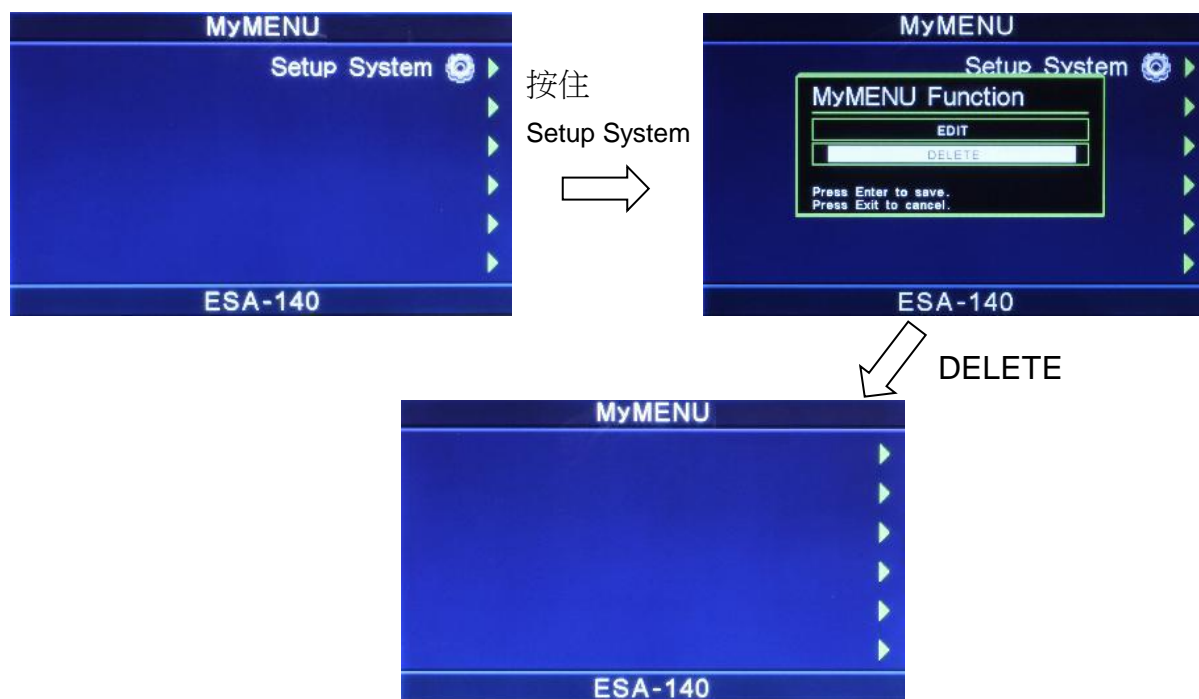 MyMENU
Setup System
ESA-140
按住
Setup System
MyMENU
Setup System
MyMENU Function
EDIT
DELETE
Press Enter to save.
Press Exit to cancel.
ESA-140
DELETE
MyMENU
ESA-140